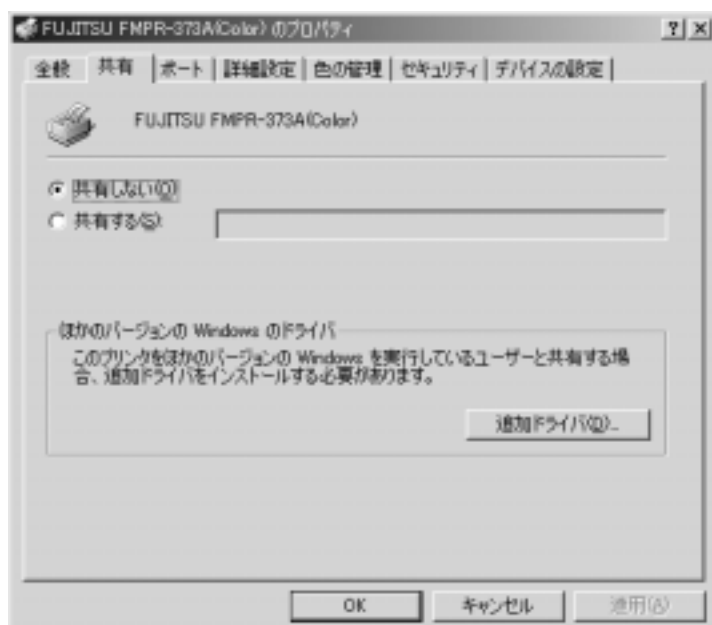 FUJITSU FMPR-373A(Color) のプロパティ
全般 共有 ポート 詳細設定 色の管理 セキュリティ デバイスの設定
FUJITSU FMPR-373A(Color)
共有しない(O)
共有する(S):
ほかのバージョンの Windows のドライバ
このプリンタをほかのバージョンの Windows を実行しているユーザーと共有する場
合、追加ドライバをインストールする必要があります。
追加ドライバ(D)...
OK キャンセル 適用(A)